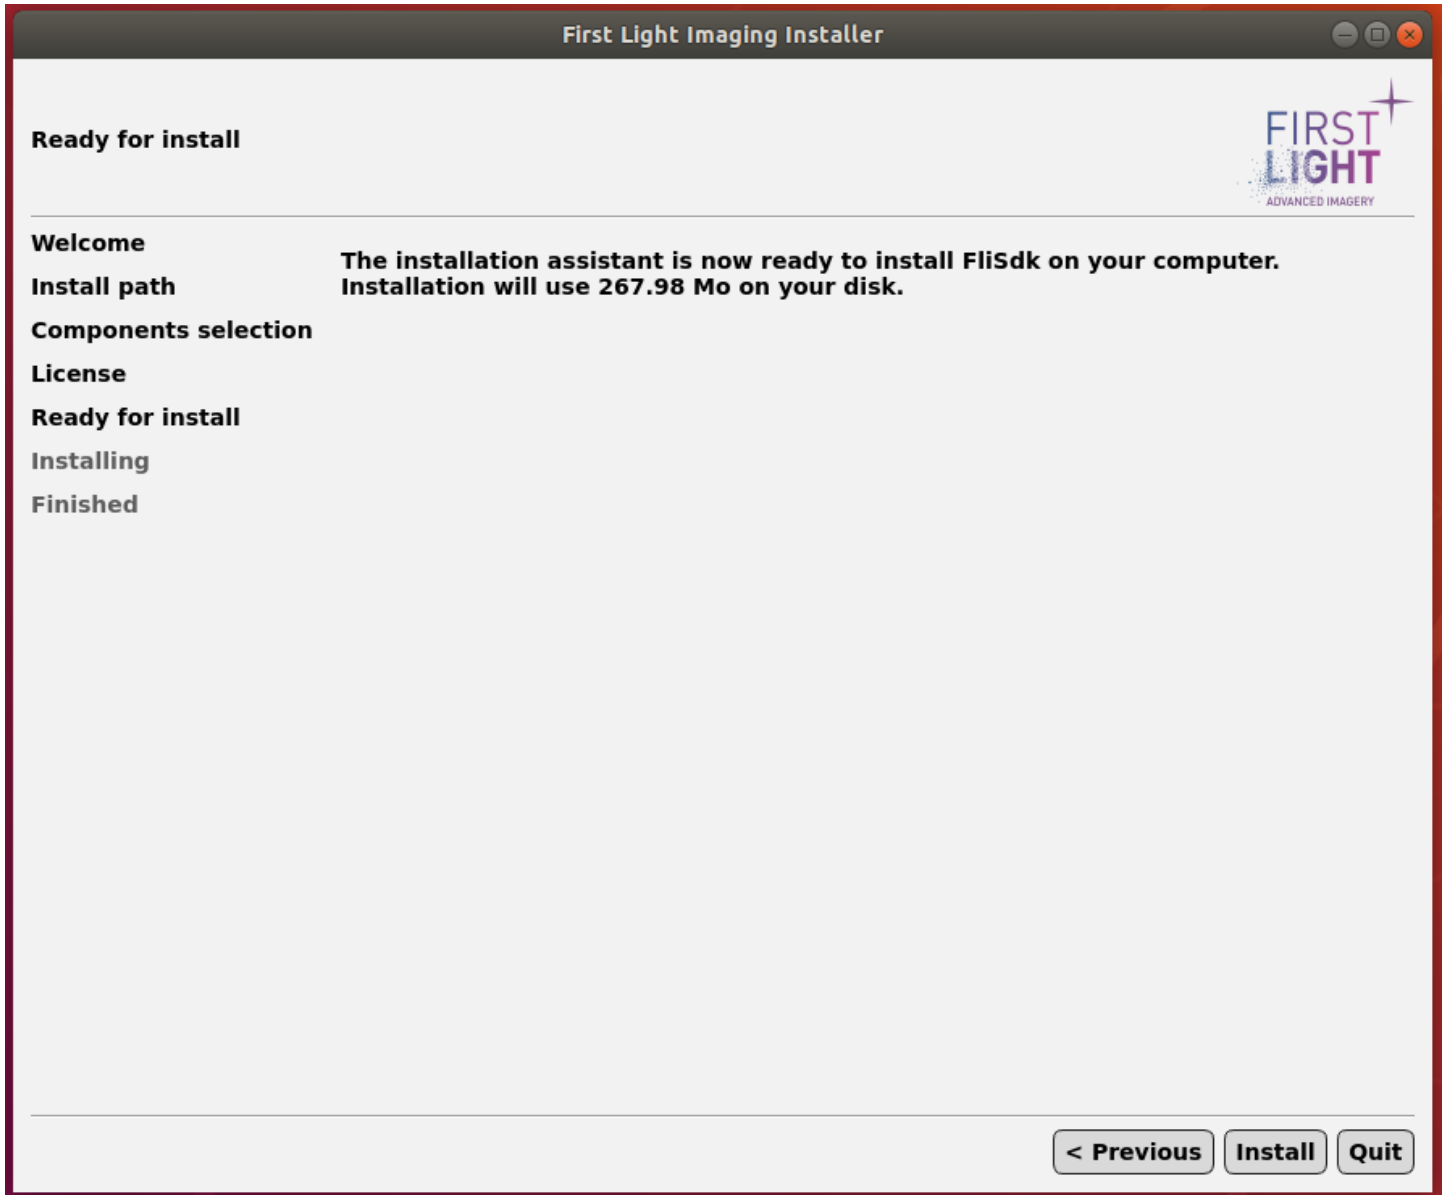 First Light Imaging Installer
Ready for install
FIRST
LIGHT
ADVANCED IMAGERY
Welcome
Install path
Components selection
License
Ready for install
Installing
Finished
The installation assistant is now ready to install FliSdk on your computer.
Installation will use 267.98 Mo on your disk.
< Previous
Install
Quit